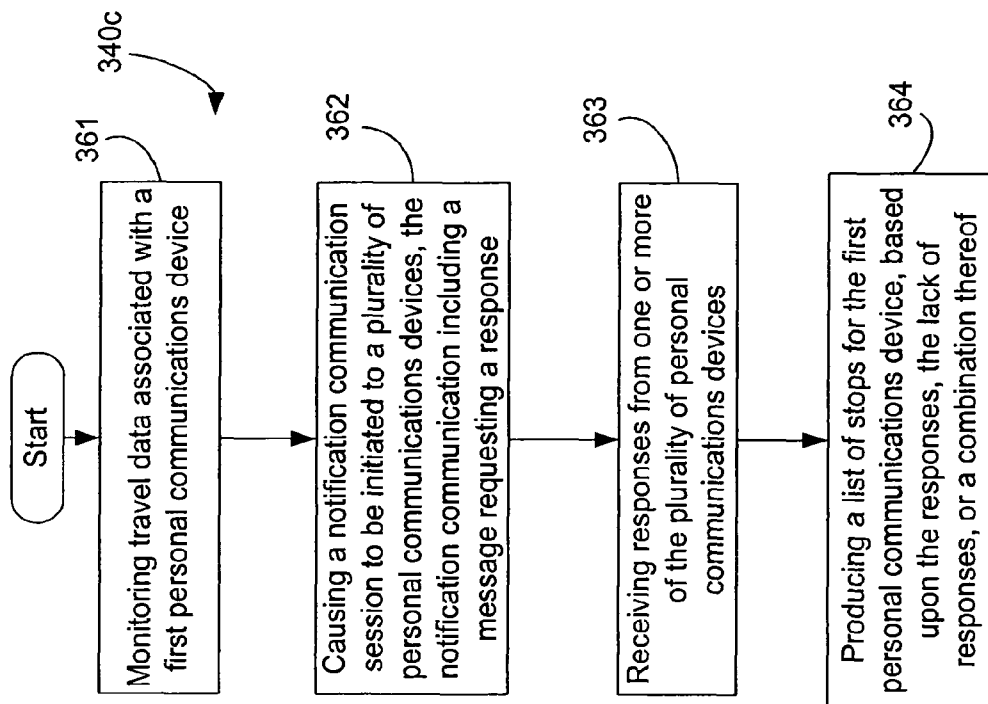 Start
340c
361
Monitoring travel data associated with a
first personal communications device
362
Causing a notification communication
session to be initiated to a plurality of
personal communications devices, the
notification communication including a
message requesting a response
363
Receiving responses from one or more
of the plurality of personal
communications devices
364
Producing a list of stops for the first
personal communications device, based
upon the responses, the lack of
responses, or a combination thereof